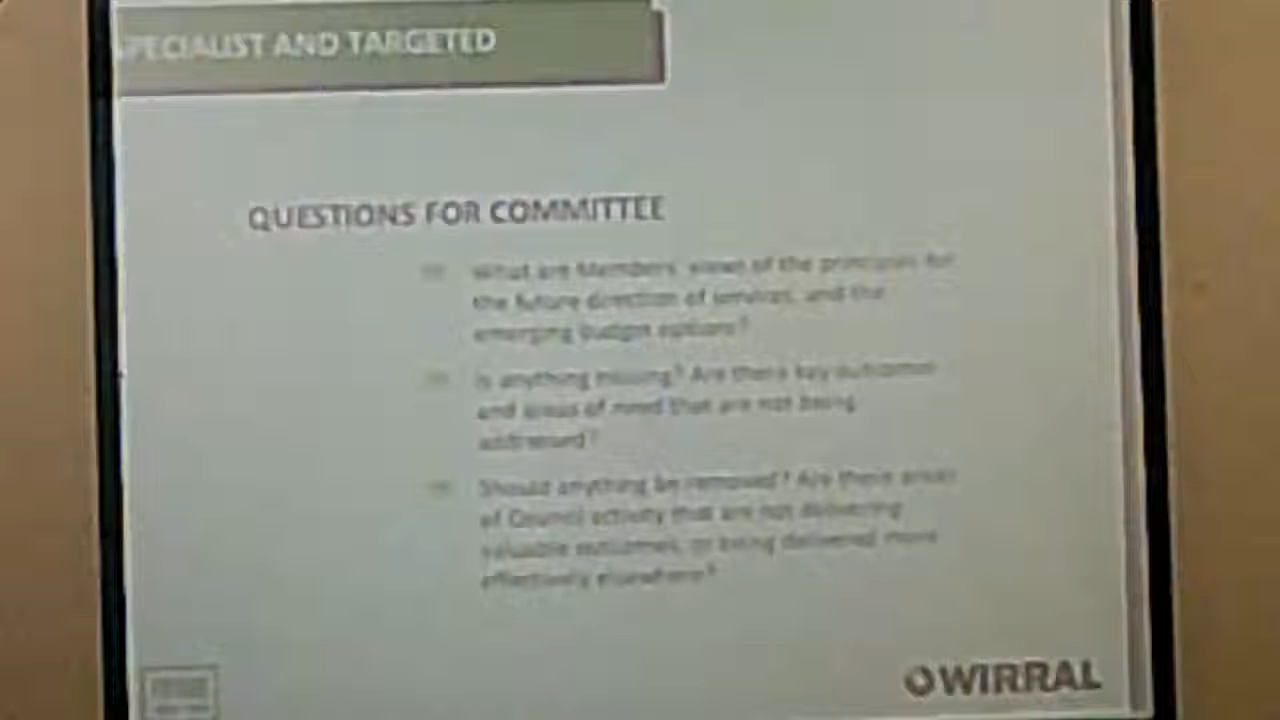 SPECIALIST AND TARGETED
QUESTIONS FOR COMMITTEE
What are Members' views of the principles for
the future direction of services, and the
emerging budget options?
Is anything missing? Are there key outcomes
and areas of need that are not being
addressed?
Should anything be removed? Are there areas
of Council activity that are not delivering
valuable outcomes, or being delivered more
effectively elsewhere?
WIRRAL